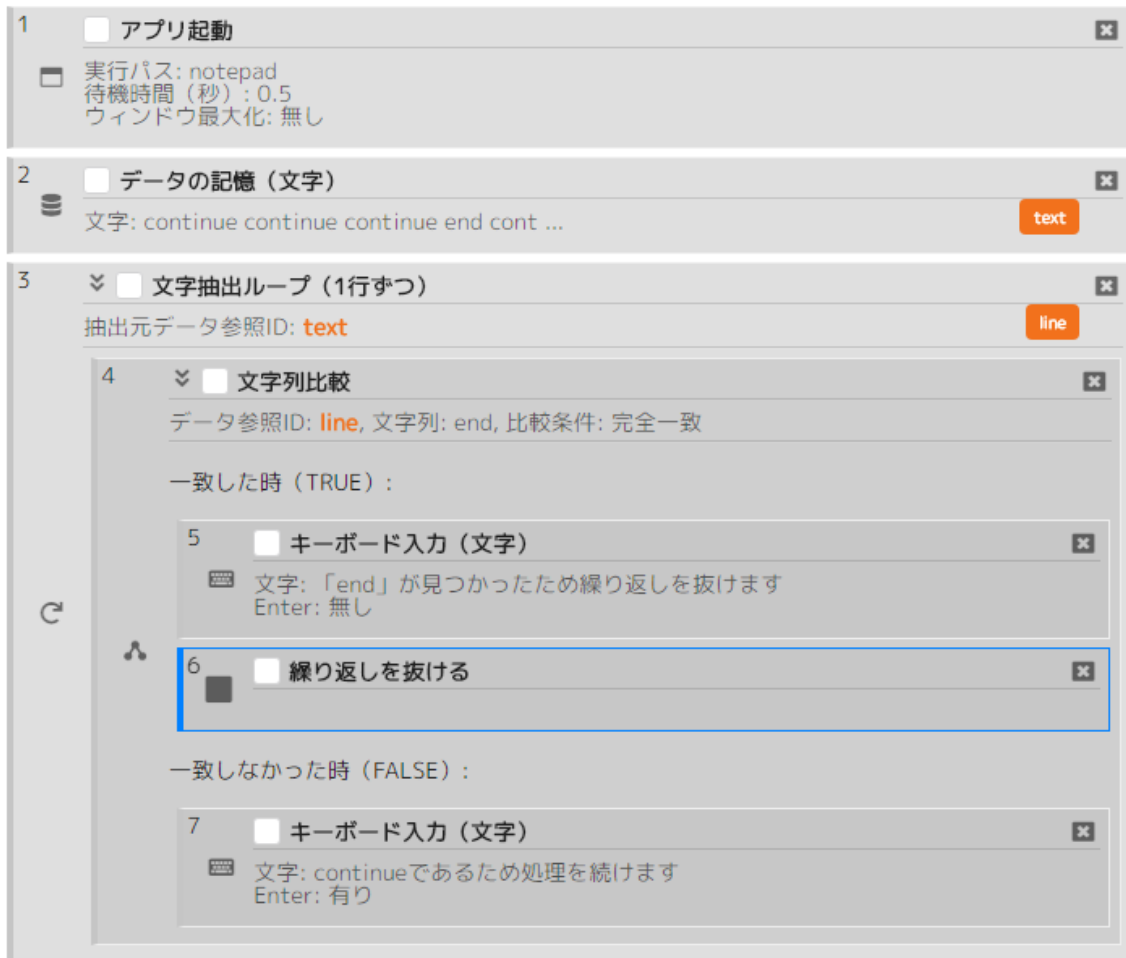 1 アプリ起動
実行パス: notepad
待機時間（秒）: 0.5
ウィンドウ最大化: 無し
2 データの記憶（文字）
文字: continue continue continue end cont ... text
3 文字抽出ループ（1行ずつ）
抽出元データ参照ID: text line
4 文字列比較
データ参照ID: line, 文字列: end, 比較条件: 完全一致
一致した時（TRUE）:
5 キーボード入力（文字）
文字: 「end」が見つかったため繰り返しを抜けます
Enter: 無し
6 繰り返しを抜ける
一致しなかった時（FALSE）:
7 キーボード入力（文字）
文字: continueであるため処理を続けます
Enter: 有り